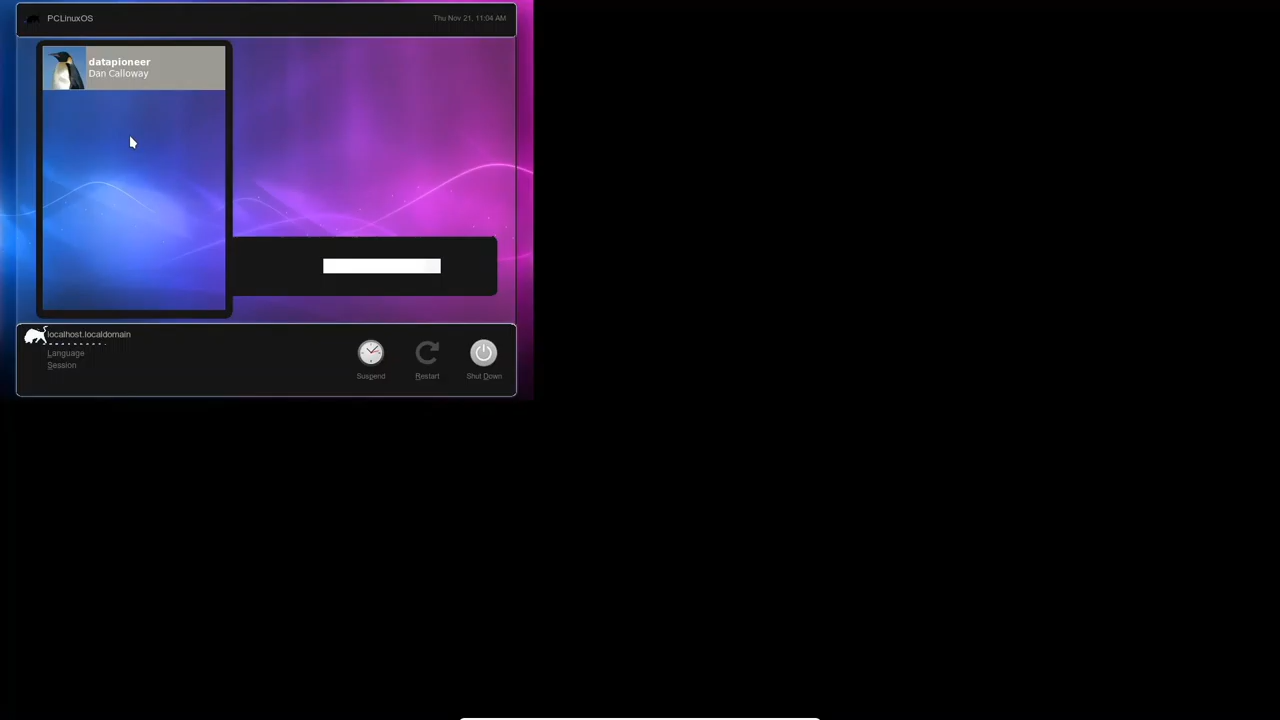 PCLinuxOS
Thu Nov 21, 11:04 AM
datapioneer
Dan Calloway
localhost.localdomain
Language
Session
Suspend
Restart
Shut Down